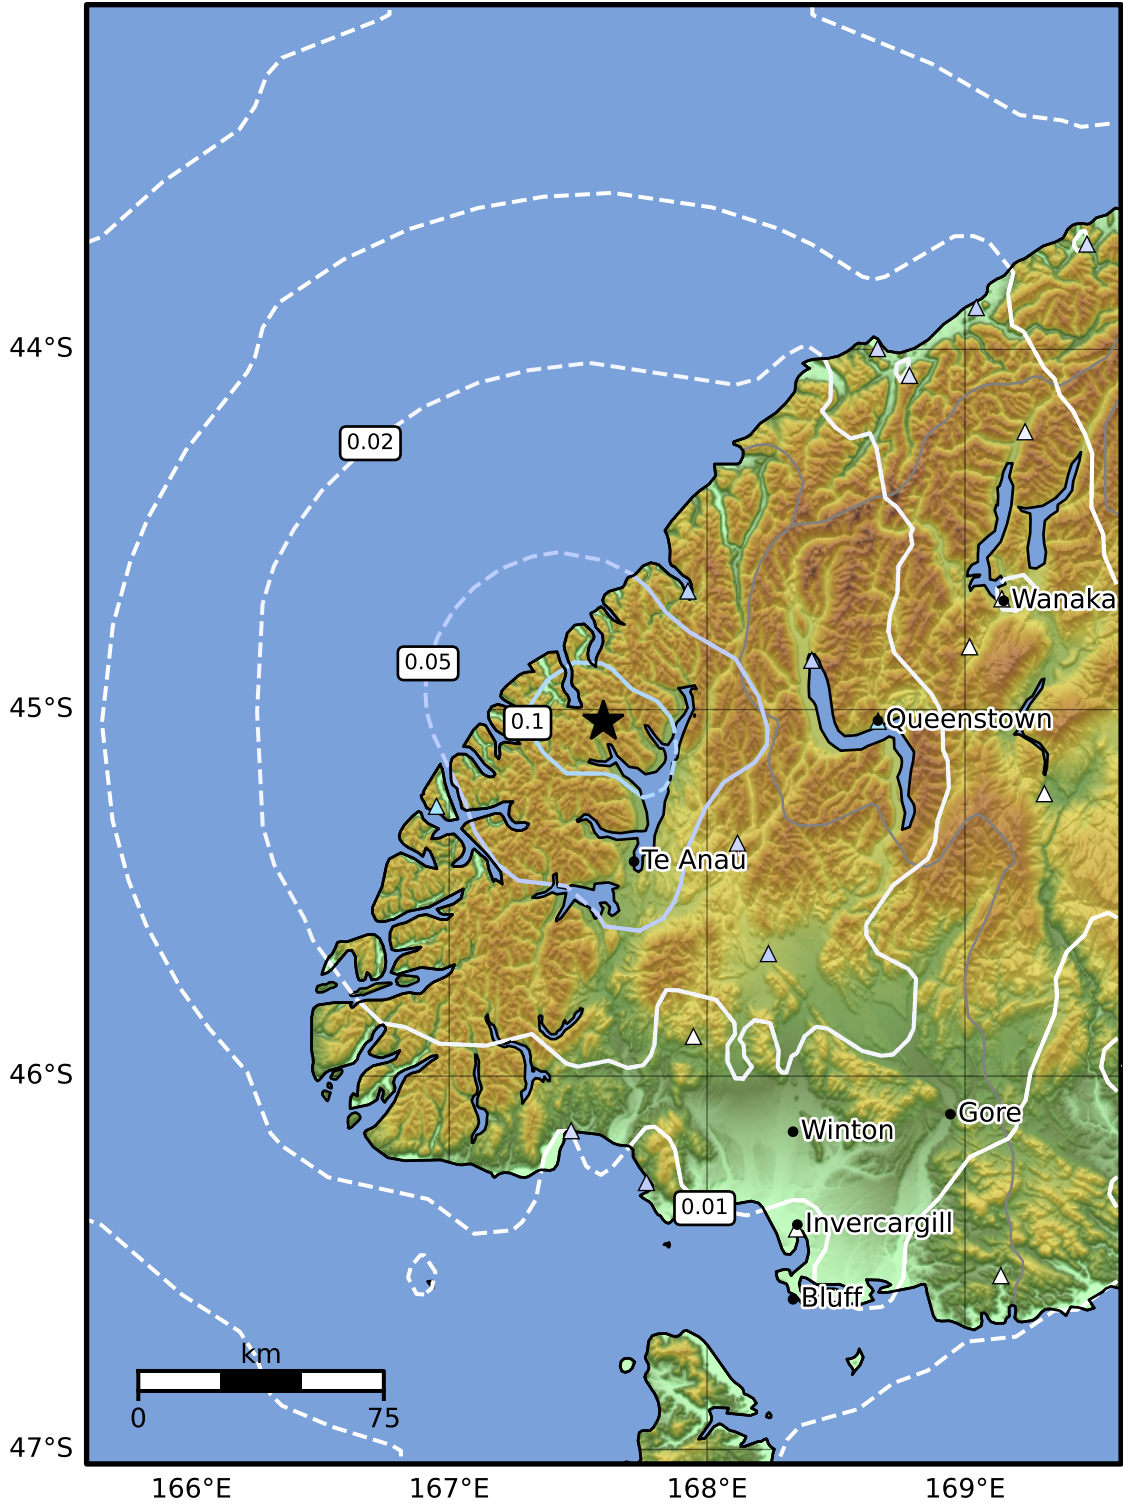 44°S
0.02
Wanaka
0.05
45°S
0.1
Queenstown
Te Anau
46°S
Gore
Winton
0.01
Invercargill
Bluff
km
0
75
47°S
166°E
167°E
168°E
169°E